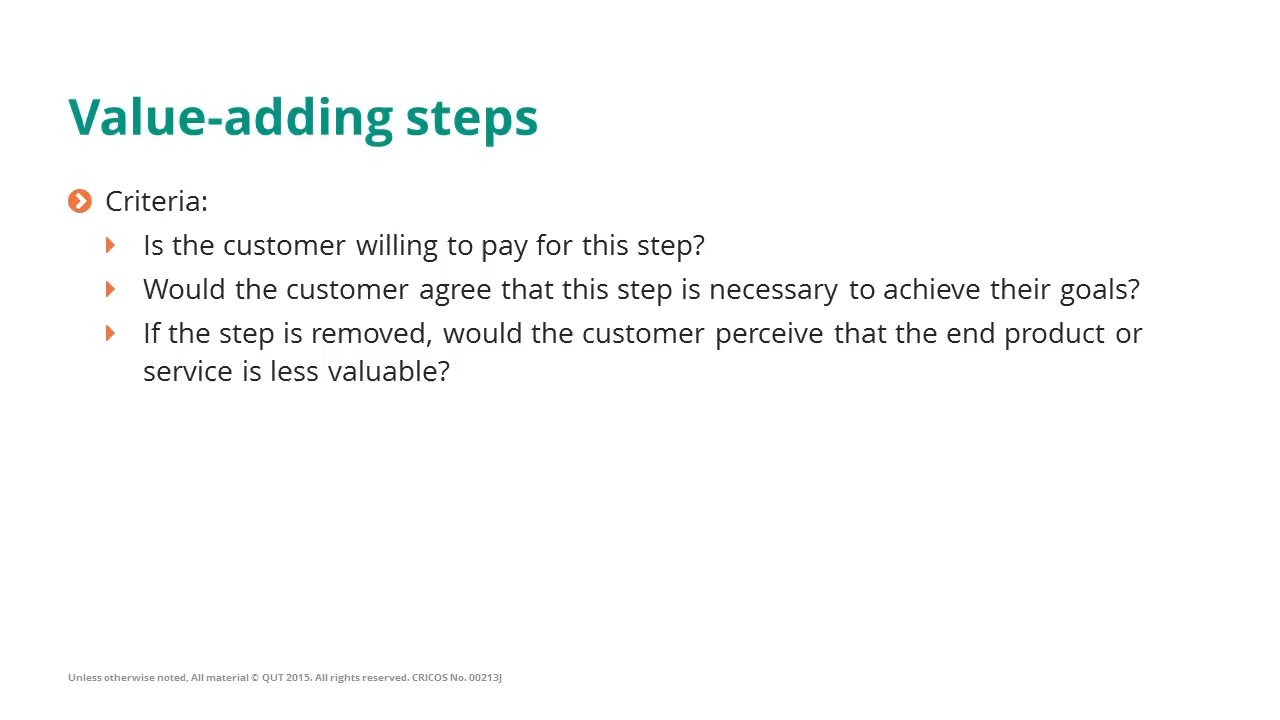 Value-adding steps
Criteria:
Is the customer willing to pay for this step?
Would the customer agree that this step is necessary to achieve their goals?
If the step is removed, would the customer perceive that the end product or
service is less valuable?
Unless otherwise noted, All material © QUT 2015. All rights reserved. CRICOS No. 00213J